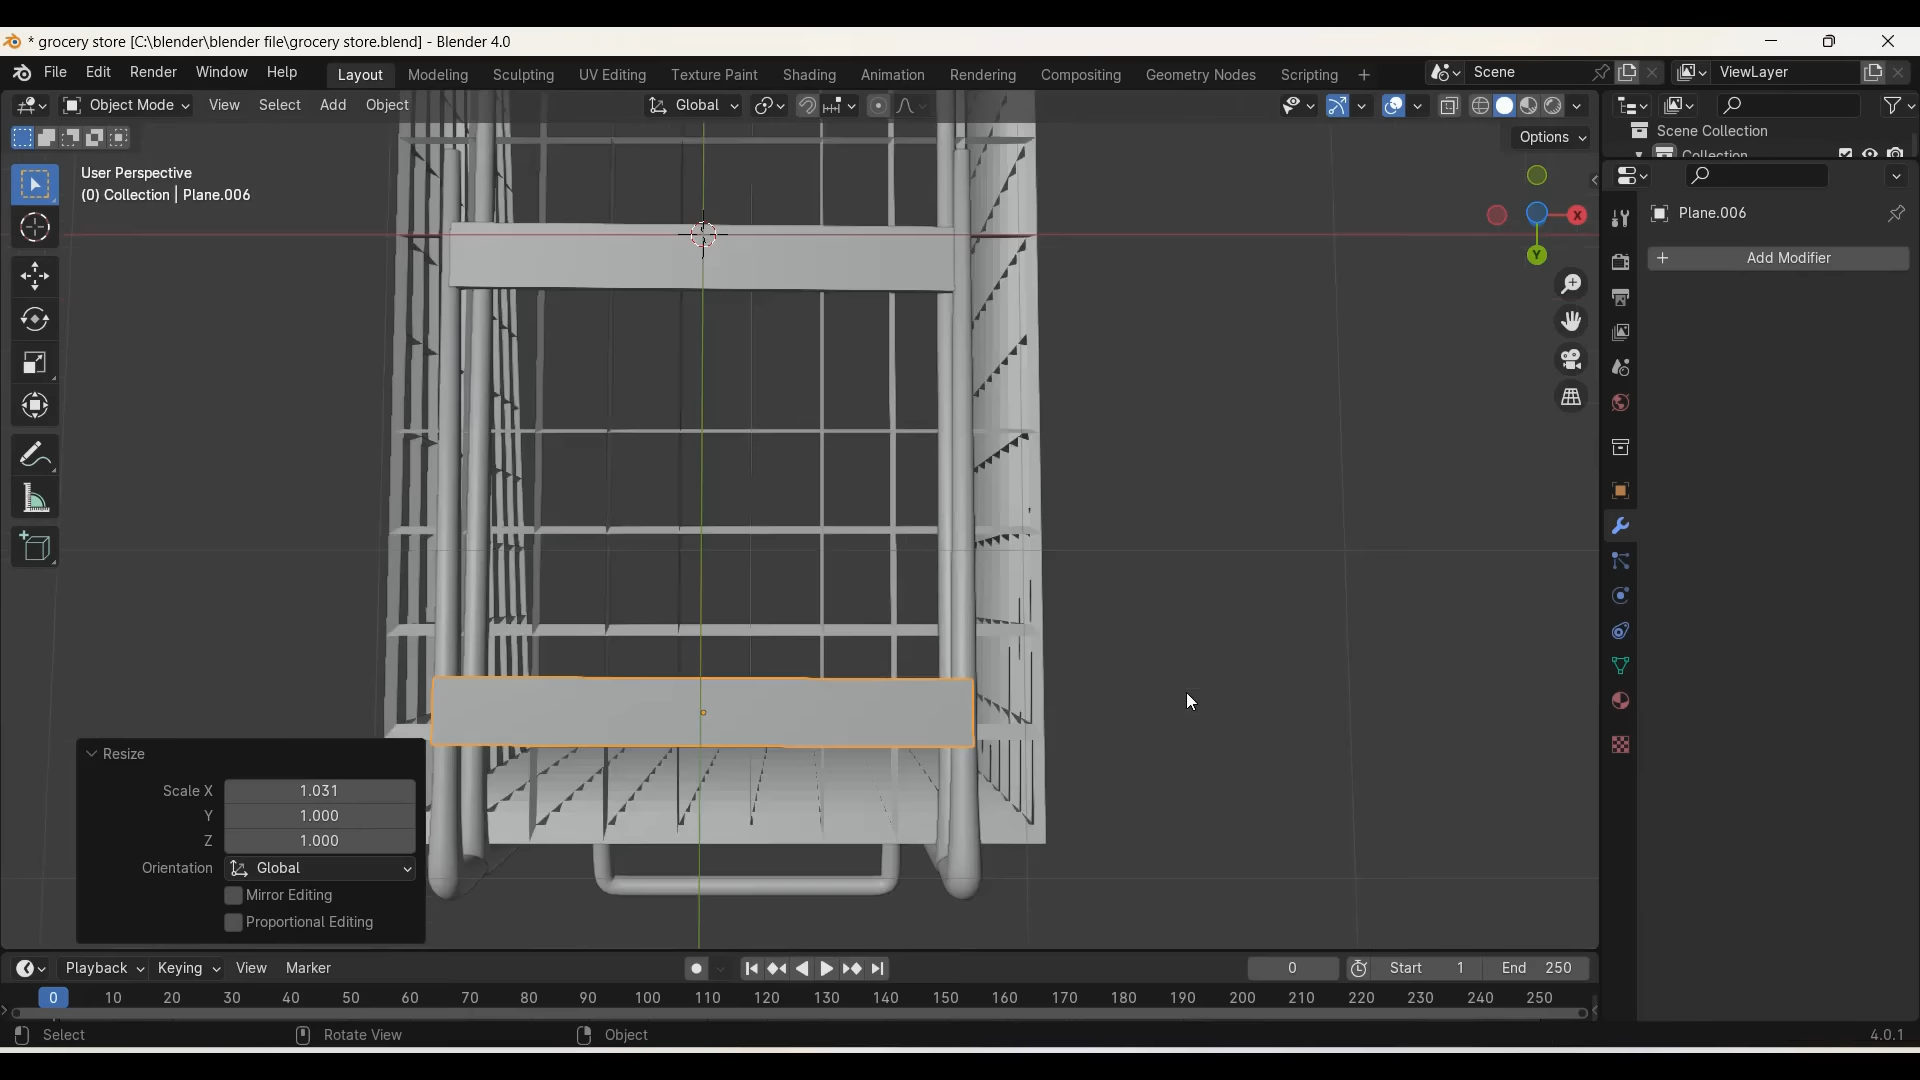 * grocery store [C:\blender\blender file\grocery store.blend] - Blender 4.0
File Edit Render Window Help Layout Modeling Sculpting UV Editing Texture Paint Shading Animation Rendering Compositing Geometry Nodes Scripting + Scene ViewLayer
Object Mode View Select Add Object Global
Scene Collection
Options
Collection
User Perspective
(0) Collection | Plane.006
X
Y
Plane.006
+ Add Modifier
Resize
Scale X 1.031
Y 1.000
Z 1.000
Orientation Global
Mirror Editing
Proportional Editing
Playback Keying View Marker 0 Start 1 End 250
0 10 20 30 40 50 60 70 80 90 100 110 120 130 140 150 160 170 180 190 200 210 220 230 240 250
Select Rotate View Object 4.0.1